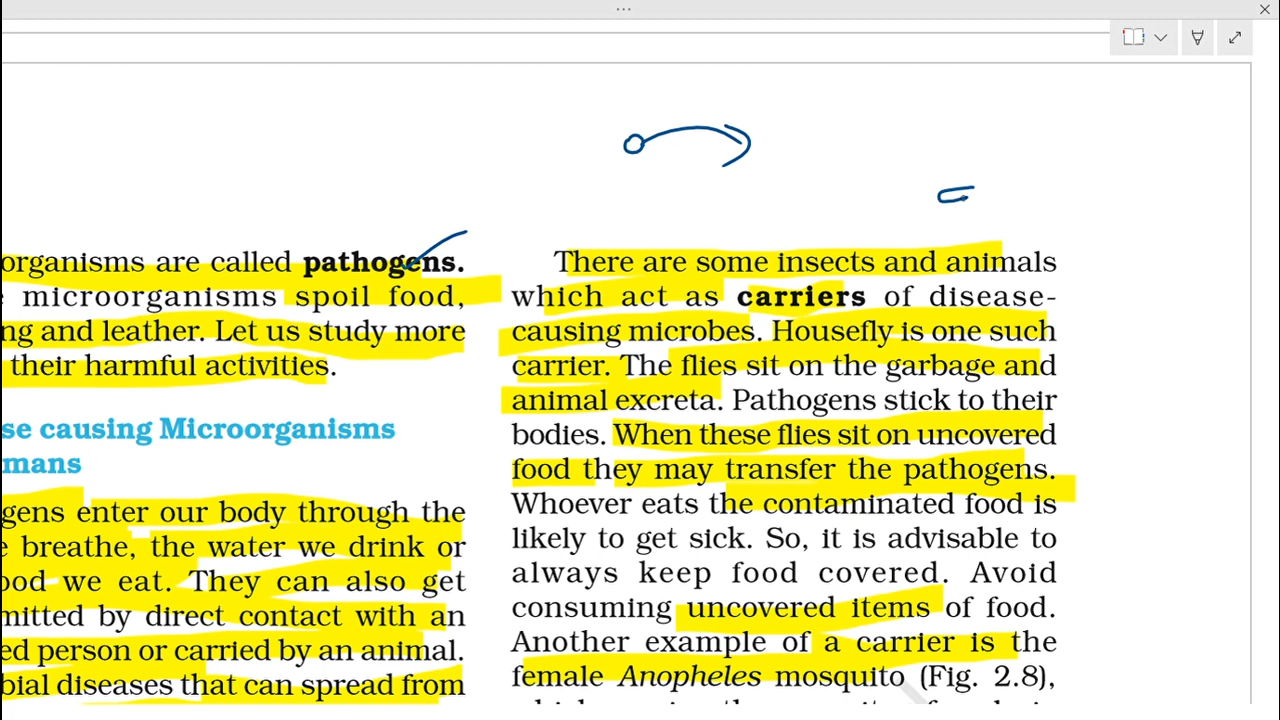 organisms are called pathogens.
microorganisms spoil food,
ng and leather. Let us study more
their harmful activities.
se causing Microorganisms
mans
gens enter our body through the
e breathe, the water we drink or
ood we eat. They can also get
mitted by direct contact with an
ed person or carried by an animal.
bial diseases that can spread from
There are some insects and animals
which act as carriers of disease-
causing microbes. Housefly is one such
carrier. The flies sit on the garbage and
animal excreta. Pathogens stick to their
bodies. When these flies sit on uncovered
food they may transfer the pathogens.
Whoever eats the contaminated food is
likely to get sick. So, it is advisable to
always keep food covered. Avoid
consuming uncovered items of food.
Another example of a carrier is the
female Anopheles mosquito (Fig. 2.8),